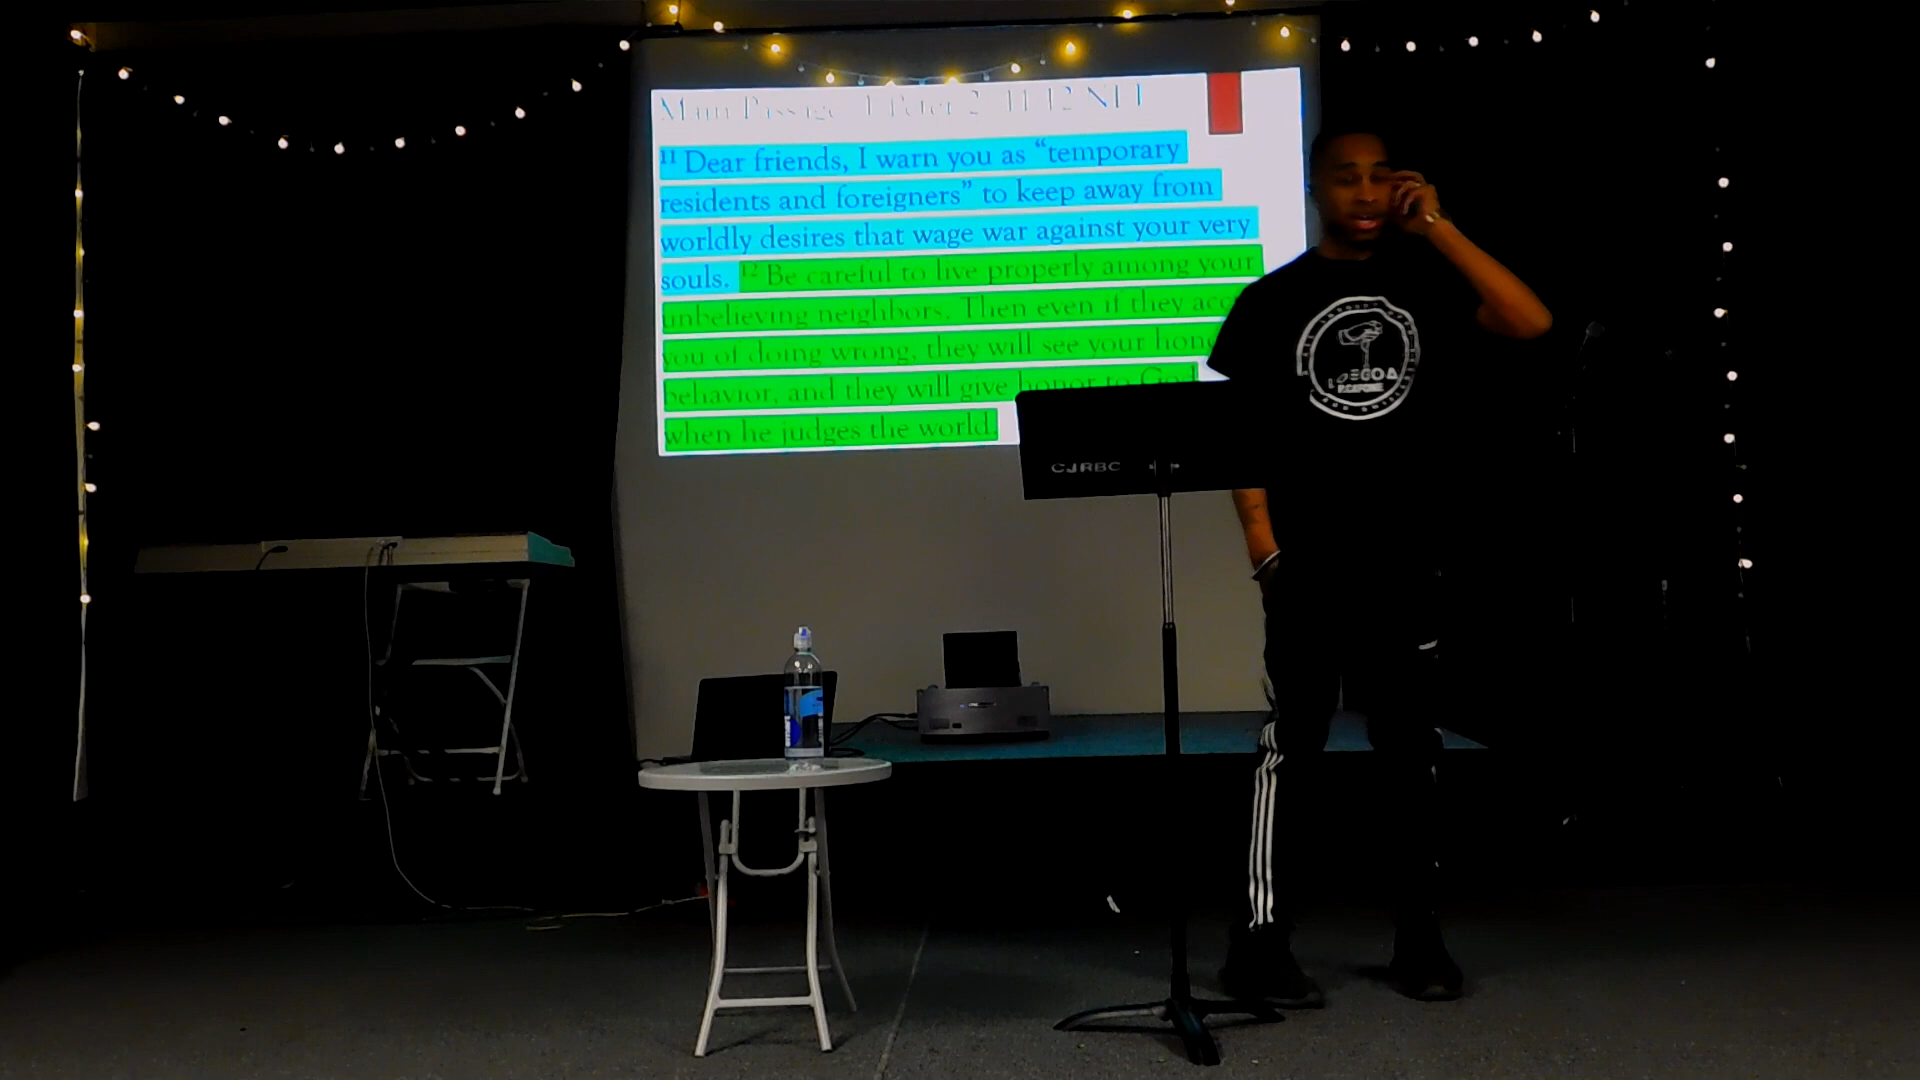 Main Passage 1 Peter 2 11-12 NLT
11 Dear friends, I warn you as “temporary
residents and foreigners” to keep away from
worldly desires that wage war against your very
souls. 12 Be careful to live properly among your
unbelieving neighbors. Then even if they
you of doing wrong, they will see your
behavior, and they will give honor to God
when he judges the world.
CJRBC